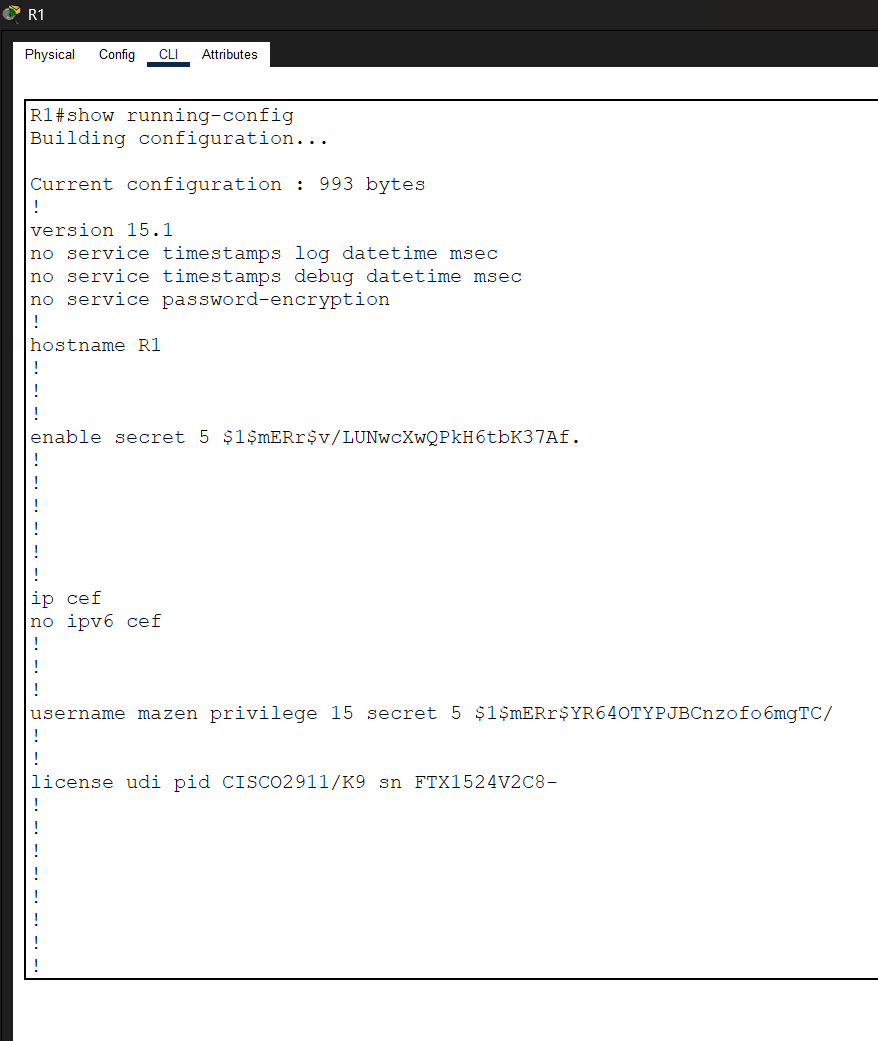 R1
Physical Config CLI Attributes
R1#show running-config
Building configuration...
Current configuration : 993 bytes
!
version 15.1
no service timestamps log datetime msec
no service timestamps debug datetime msec
no service password-encryption
!
hostname R1
!
!
!
enable secret 5 $1$mERr$v/LUNwcXwQPkH6tbK37Af.
!
!
!
!
!
!
ip cef
no ipv6 cef
!
!
!
username mazen privilege 15 secret 5 $1$mERr$YR64OTYPJBCnzofo6mgTC/
!
!
license udi pid CISCO2911/K9 sn FTX1524V2C8-
!
!
!
!
!
!
!
!